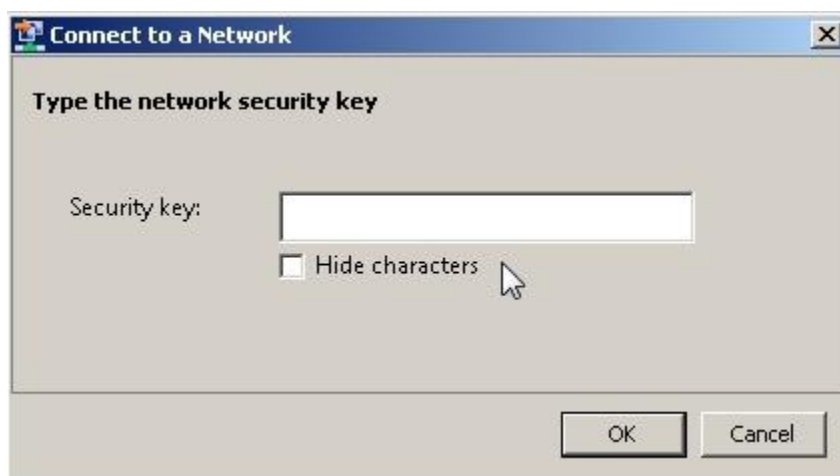 Connect to a Network
Type the network security key
Security key:
Hide characters
OK Cancel